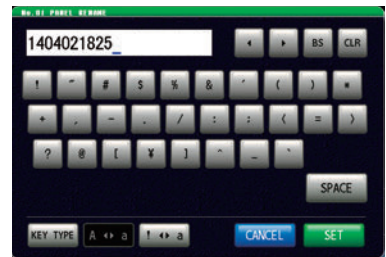 No.01 PANEL RENAME
1404021825_
◂ ▸ BS CLR
! " # $ % & ' ( ) *
+ , - . / : ; < = >
? @ [ ¥ ] ^ _ `
SPACE
KEY TYPE A ◂▸ a ! ◂▸ a CANCEL SET